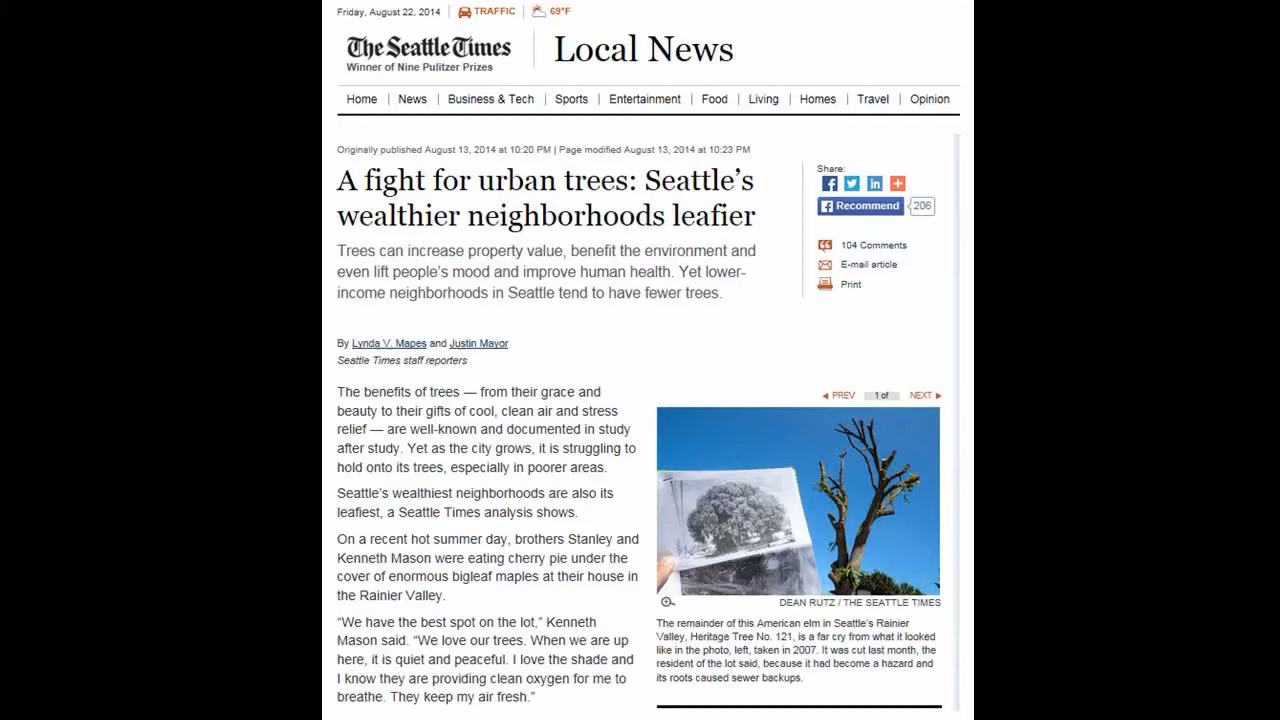 Friday, August 22, 2014 | TRAFFIC | 69°F
The Seattle Times
Winner of Nine Pulitzer Prizes
Local News
Home | News | Business & Tech | Sports | Entertainment | Food | Living | Homes | Travel | Opinion
Originally published August 13, 2014 at 10:20 PM | Page modified August 13, 2014 at 10:23 PM
A fight for urban trees: Seattle’s
wealthier neighborhoods leafier
Trees can increase property value, benefit the environment and
even lift people’s mood and improve human health. Yet lower-
income neighborhoods in Seattle tend to have fewer trees.
Share:
Recommend 206
104 Comments
E-mail article
Print
By Lynda V. Mapes and Justin Mayor
Seattle Times staff reporters
The benefits of trees — from their grace and
beauty to their gifts of cool, clean air and stress
relief — are well-known and documented in study
after study. Yet as the city grows, it is struggling to
hold onto its trees, especially in poorer areas.
Seattle’s wealthiest neighborhoods are also its
leafiest, a Seattle Times analysis shows.
On a recent hot summer day, brothers Stanley and
Kenneth Mason were eating cherry pie under the
cover of enormous bigleaf maples at their house in
the Rainier Valley.
“We have the best spot on the lot,” Kenneth
Mason said. “We love our trees. When we are up
here, it is quiet and peaceful. I love the shade and
I know they are providing clean oxygen for me to
breathe. They keep my air fresh.”
PREV 1 of NEXT
DEAN RUTZ / THE SEATTLE TIMES
The remainder of this American elm in Seattle’s Rainier
Valley, Heritage Tree No. 121, is a far cry from what it looked
like in the photo, left, taken in 2007. It was cut last month, the
resident of the lot said, because it had become a hazard and
its roots caused sewer backups.